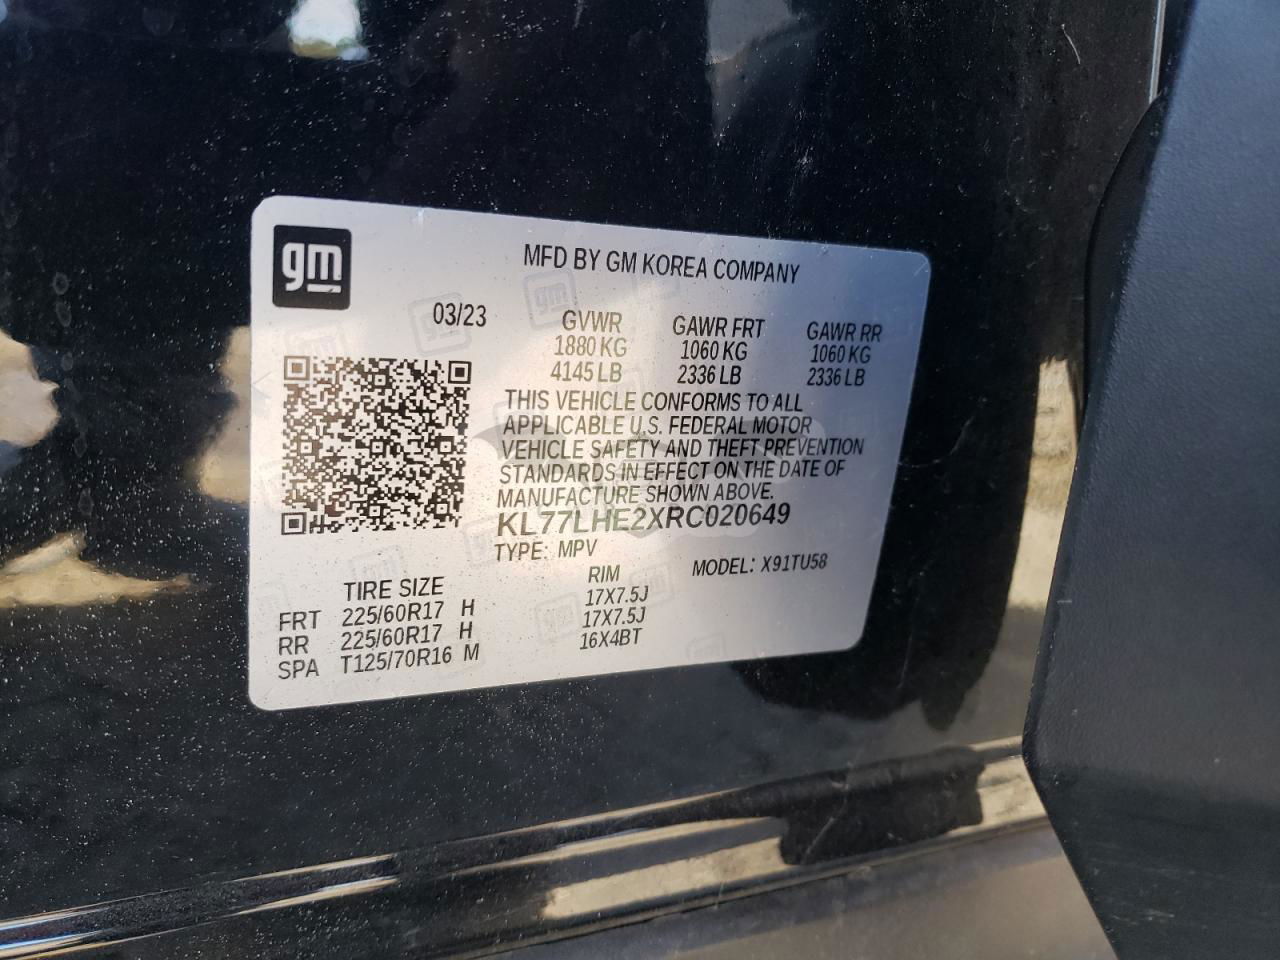 gm
MFD BY GM KOREA COMPANY
03/23
GVWR GAWR FRT GAWR RR
1880 KG 1060 KG 1060 KG
4145 LB 2336 LB 2336 LB
THIS VEHICLE CONFORMS TO ALL
APPLICABLE U.S. FEDERAL MOTOR
VEHICLE SAFETY AND THEFT PREVENTION
STANDARDS IN EFFECT ON THE DATE OF
MANUFACTURE SHOWN ABOVE.
KL77LHE2XRC020649
TYPE: MPV MODEL: X91TU58
TIRE SIZE RIM
FRT 225/60R17 H 17X7.5J
RR 225/60R17 H 17X7.5J
SPA T125/70R16 M 16X4BT